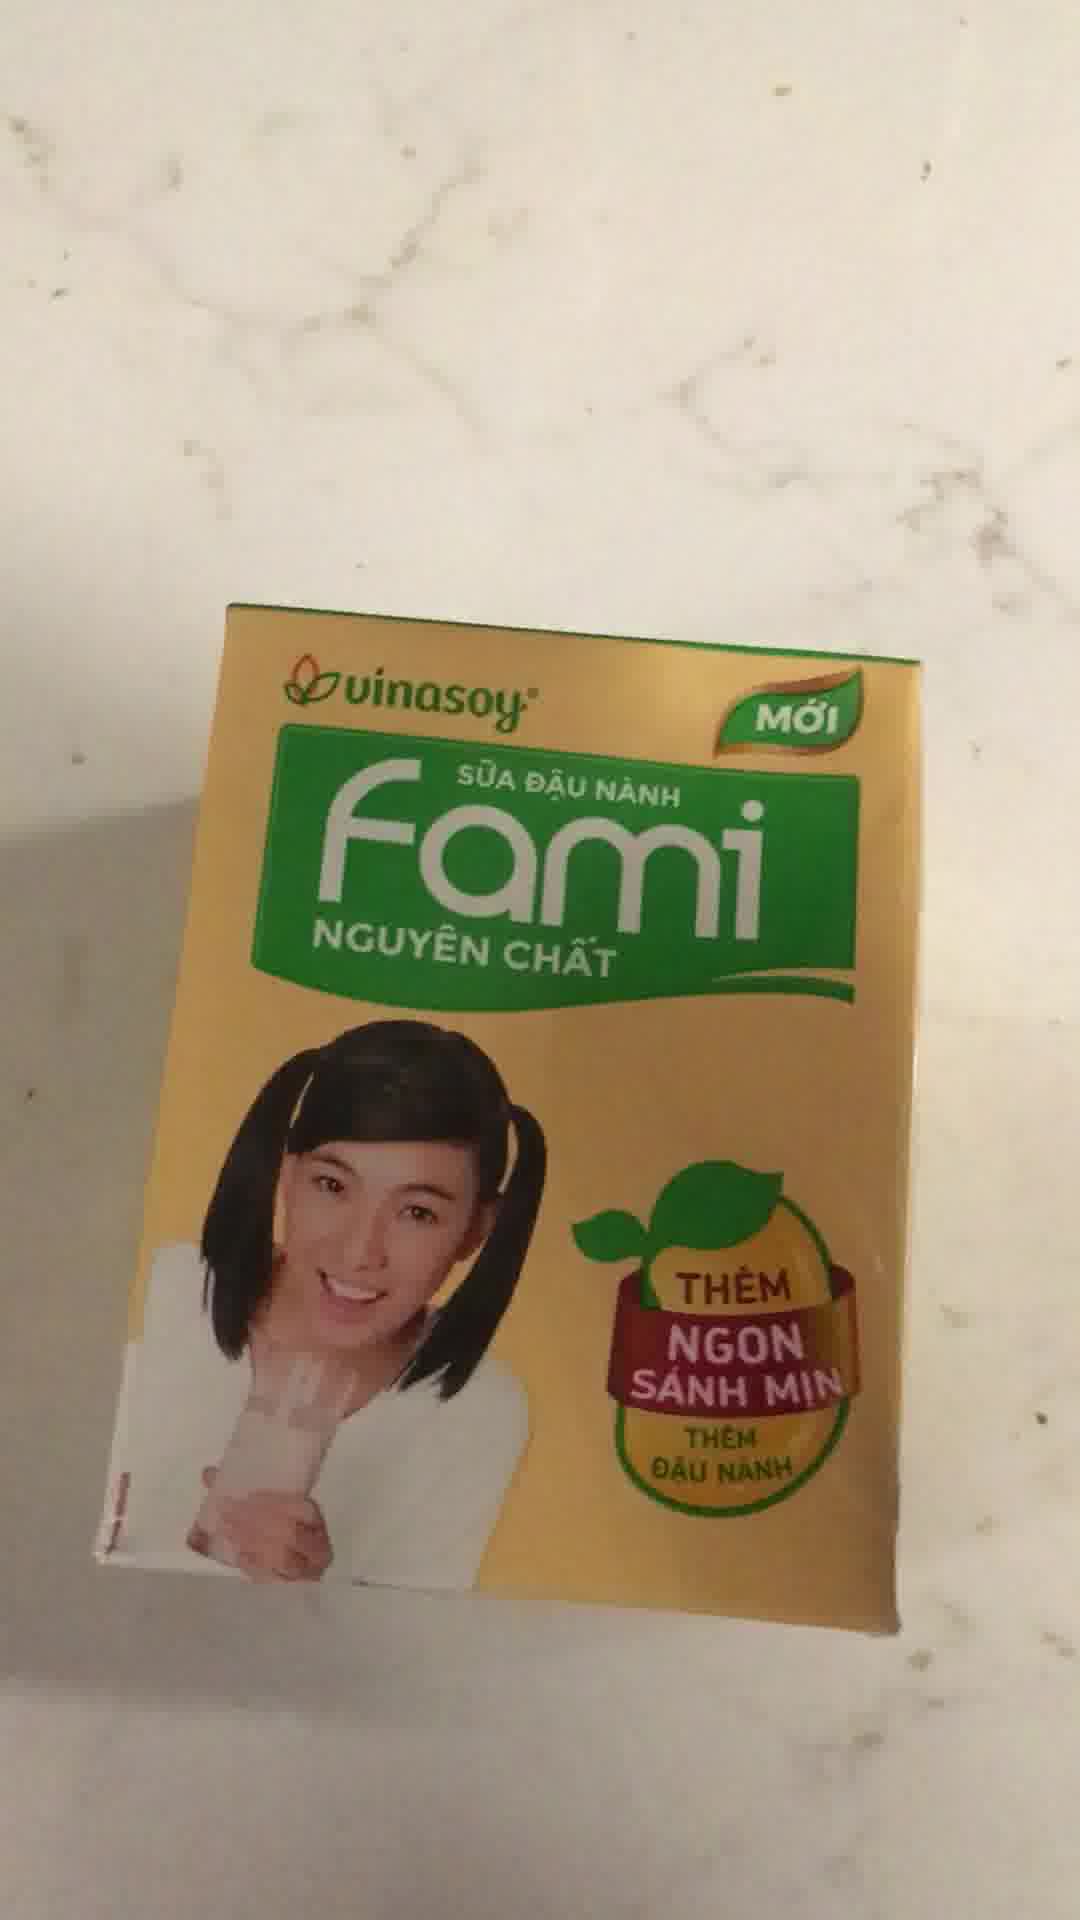 vinasoy®
MỚI
SỮA ĐẬU NÀNH
Fami
NGUYÊN CHẤT
THÊM
NGON
SÁNH MỊN
THÊM
ĐẬU NÀNH